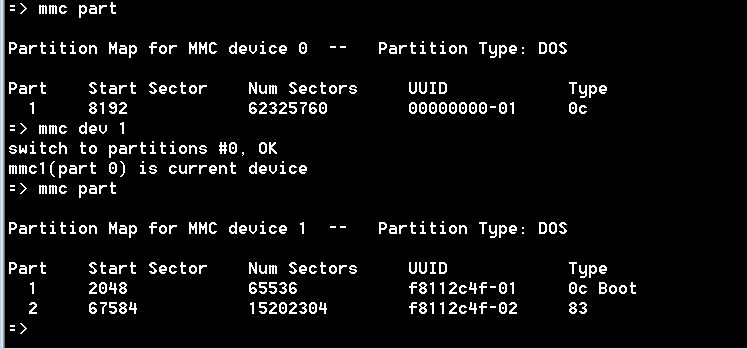 => mmc part
Partition Map for MMC device 0  --   Partition Type: DOS
Part    Start Sector    Num Sectors     UUID            Type
  1     8192            62325760        00000000-01     0c
=> mmc dev 1
switch to partitions #0, OK
mmc1(part 0) is current device
=> mmc part
Partition Map for MMC device 1  --   Partition Type: DOS
Part    Start Sector    Num Sectors     UUID            Type
  1     2048            65536           f8112c4f-01     0c Boot
  2     67584           15202304        f8112c4f-02     83
=>